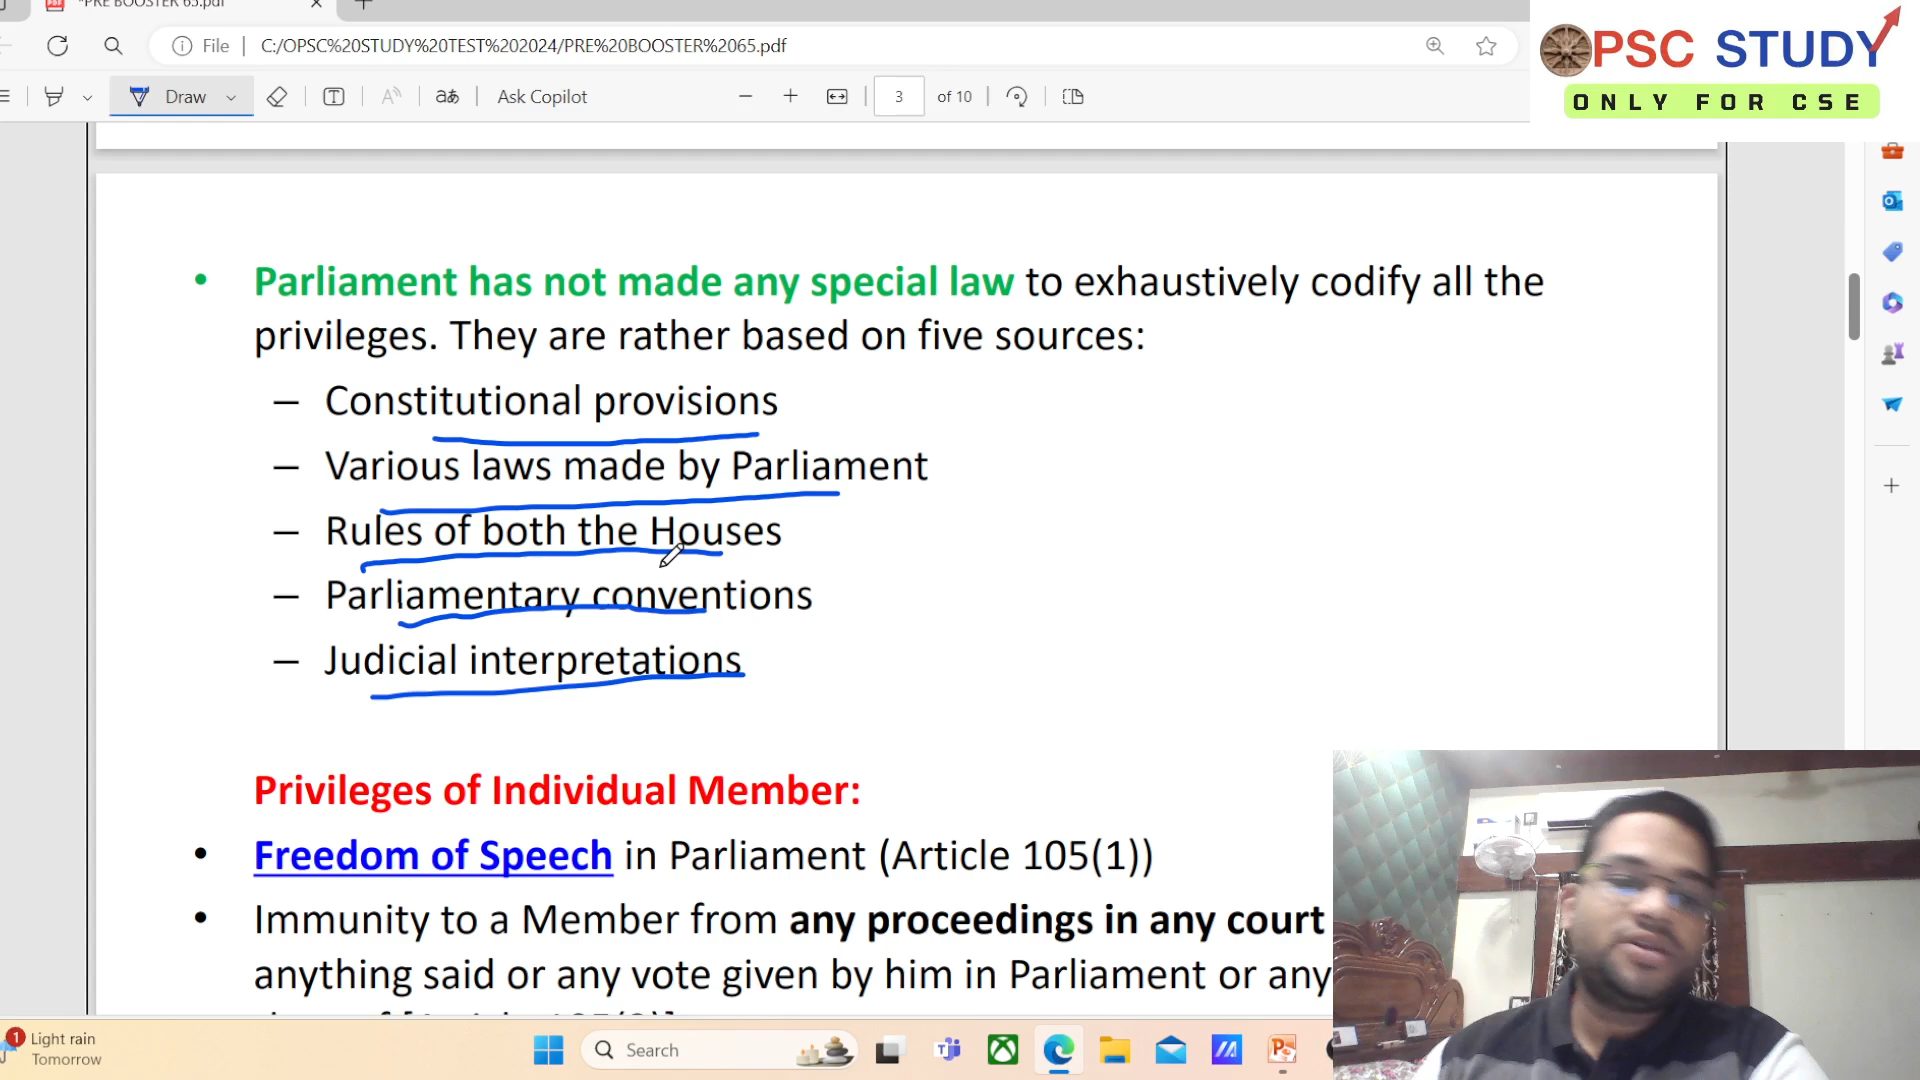 *PRE BOOSTER 65.pdf
File C:/OPSC%20STUDY%20TEST%202024/PRE%20BOOSTER%2065.pdf
PSC STUDY
ONLY FOR CSE
Draw Ask Copilot 3 of 10
• Parliament has not made any special law to exhaustively codify all the
privileges. They are rather based on five sources:
– Constitutional provisions
– Various laws made by Parliament
– Rules of both the Houses
– Parliamentary conventions
– Judicial interpretations
Privileges of Individual Member:
• Freedom of Speech in Parliament (Article 105(1))
• Immunity to a Member from any proceedings in any court
anything said or any vote given by him in Parliament or any
1 Light rain
Tomorrow
Search